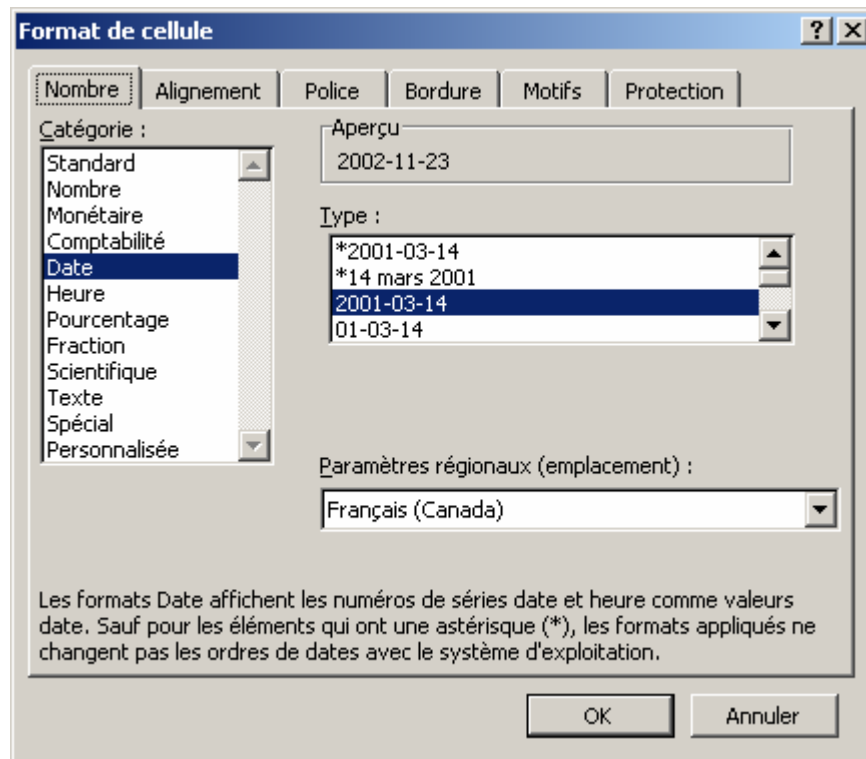 Format de cellule
Nombre Alignement Police Bordure Motifs Protection
Catégorie :
Standard
Nombre
Monétaire
Comptabilité
Date
Heure
Pourcentage
Fraction
Scientifique
Texte
Spécial
Personnalisée
Aperçu
2002-11-23
Type :
*2001-03-14
*14 mars 2001
2001-03-14
01-03-14
Paramètres régionaux (emplacement) :
Français (Canada)
Les formats Date affichent les numéros de séries date et heure comme valeurs
date. Sauf pour les éléments qui ont une astérisque (*), les formats appliqués ne
changent pas les ordres de dates avec le système d'exploitation.
OK Annuler